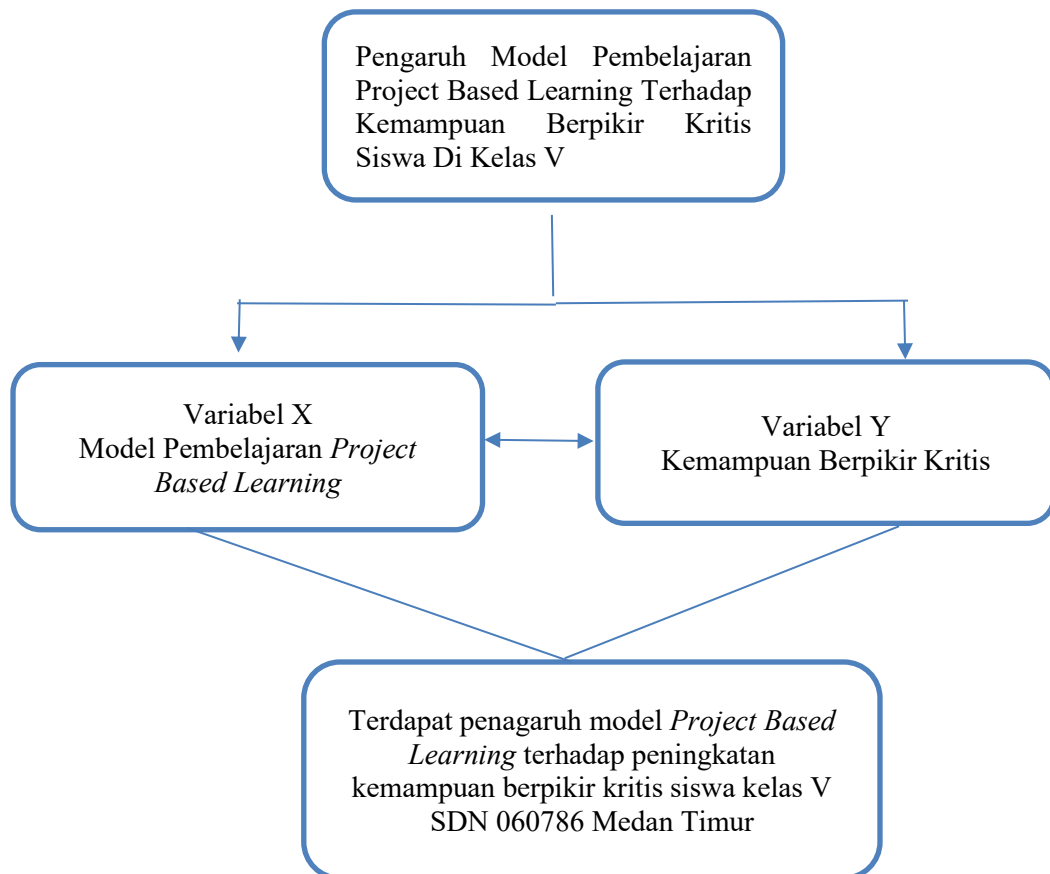 Pengaruh Model Pembelajaran
Project Based Learning Terhadap
Kemampuan Berpikir Kritis
Siswa Di Kelas V
Variabel X
Model Pembelajaran Project
Based Learning
Variabel Y
Kemampuan Berpikir Kritis
Terdapat penagaruh model Project Based
Learning terhadap peningkatan
kemampuan berpikir kritis siswa kelas V
SDN 060786 Medan Timur